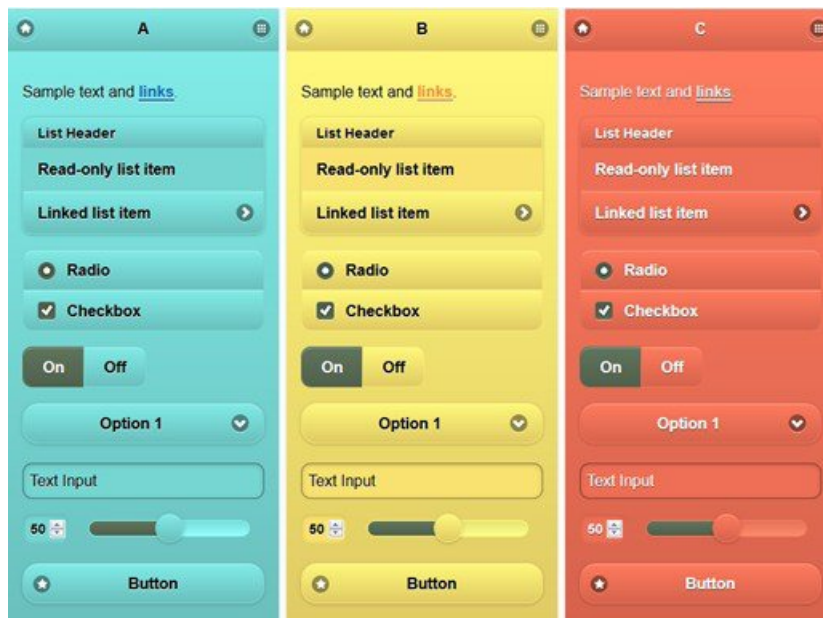 A
Sample text and links.
List Header
Read-only list item
Linked list item
Radio
Checkbox
On Off
Option 1
Text Input
50
Button
B
Sample text and links.
List Header
Read-only list item
Linked list item
Radio
Checkbox
On Off
Option 1
Text Input
50
Button
C
Sample text and links.
List Header
Read-only list item
Linked list item
Radio
Checkbox
On Off
Option 1
Text Input
50
Button